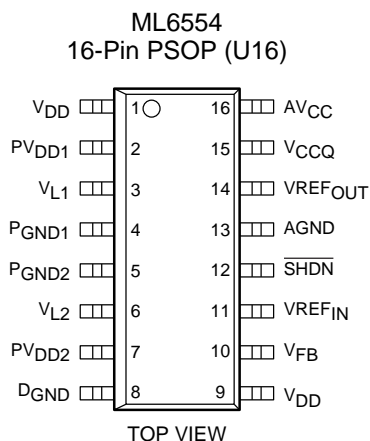 ML6554
16-Pin PSOP (U16)
VDD 1 16 AVCC
PVDD1 2 15 VCCQ
VL1 3 14 VREFOUT
PGND1 4 13 AGND
PGND2 5 12 SHDN
VL2 6 11 VREFIN
PVDD2 7 10 VFB
DGND 8 9 VDD
TOP VIEW